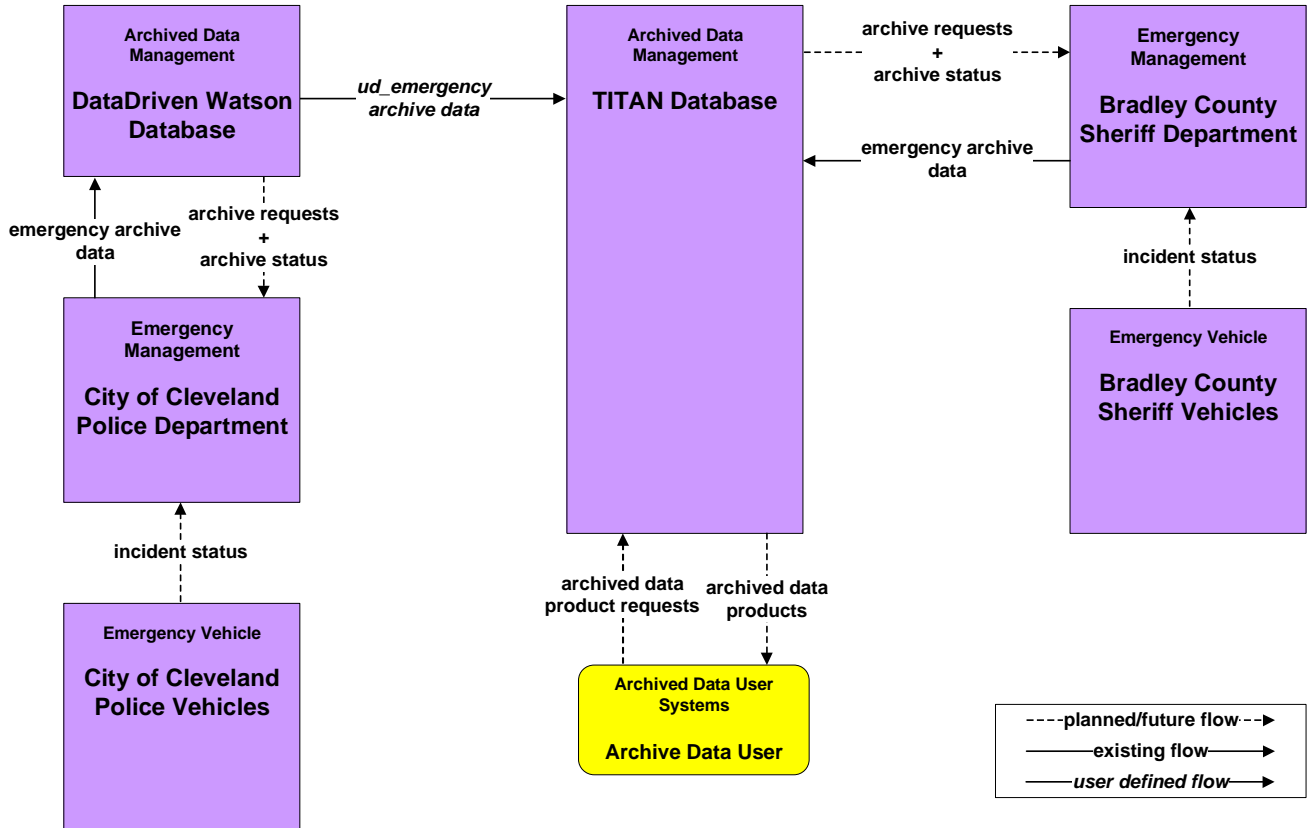 Archived Data
Management
DataDriven Watson
Database
ud_emergency
archive data
Archived Data
Management
TITAN Database
archive requests
+
archive status
Emergency
Management
Bradley County
Sheriff Department
emergency archive
data
emergency archive
data
archive requests
+
archive status
incident status
Emergency
Management
City of Cleveland
Police Department
Emergency Vehicle
Bradley County
Sheriff Vehicles
incident status
archived data
product requests
archived data
products
Emergency Vehicle
City of Cleveland
Police Vehicles
Archived Data User
Systems
Archive Data User
planned/future flow
existing flow
user defined flow